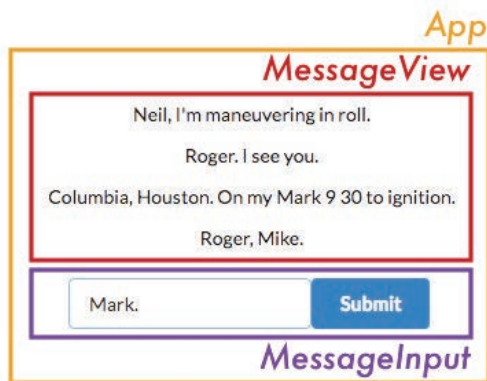 App
MessageView
Neil, I'm maneuvering in roll.
Roger. I see you.
Columbia, Houston. On my Mark 9 30 to ignition.
Roger, Mike.
Mark.
Submit
MessageInput